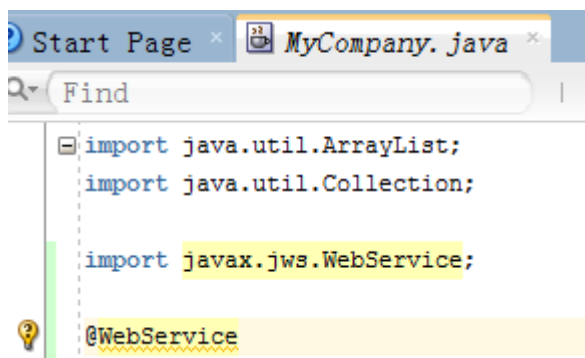 Start Page
MyCompany.java
Find
import java.util.ArrayList;
import java.util.Collection;
import javax.jws.WebService;
@WebService